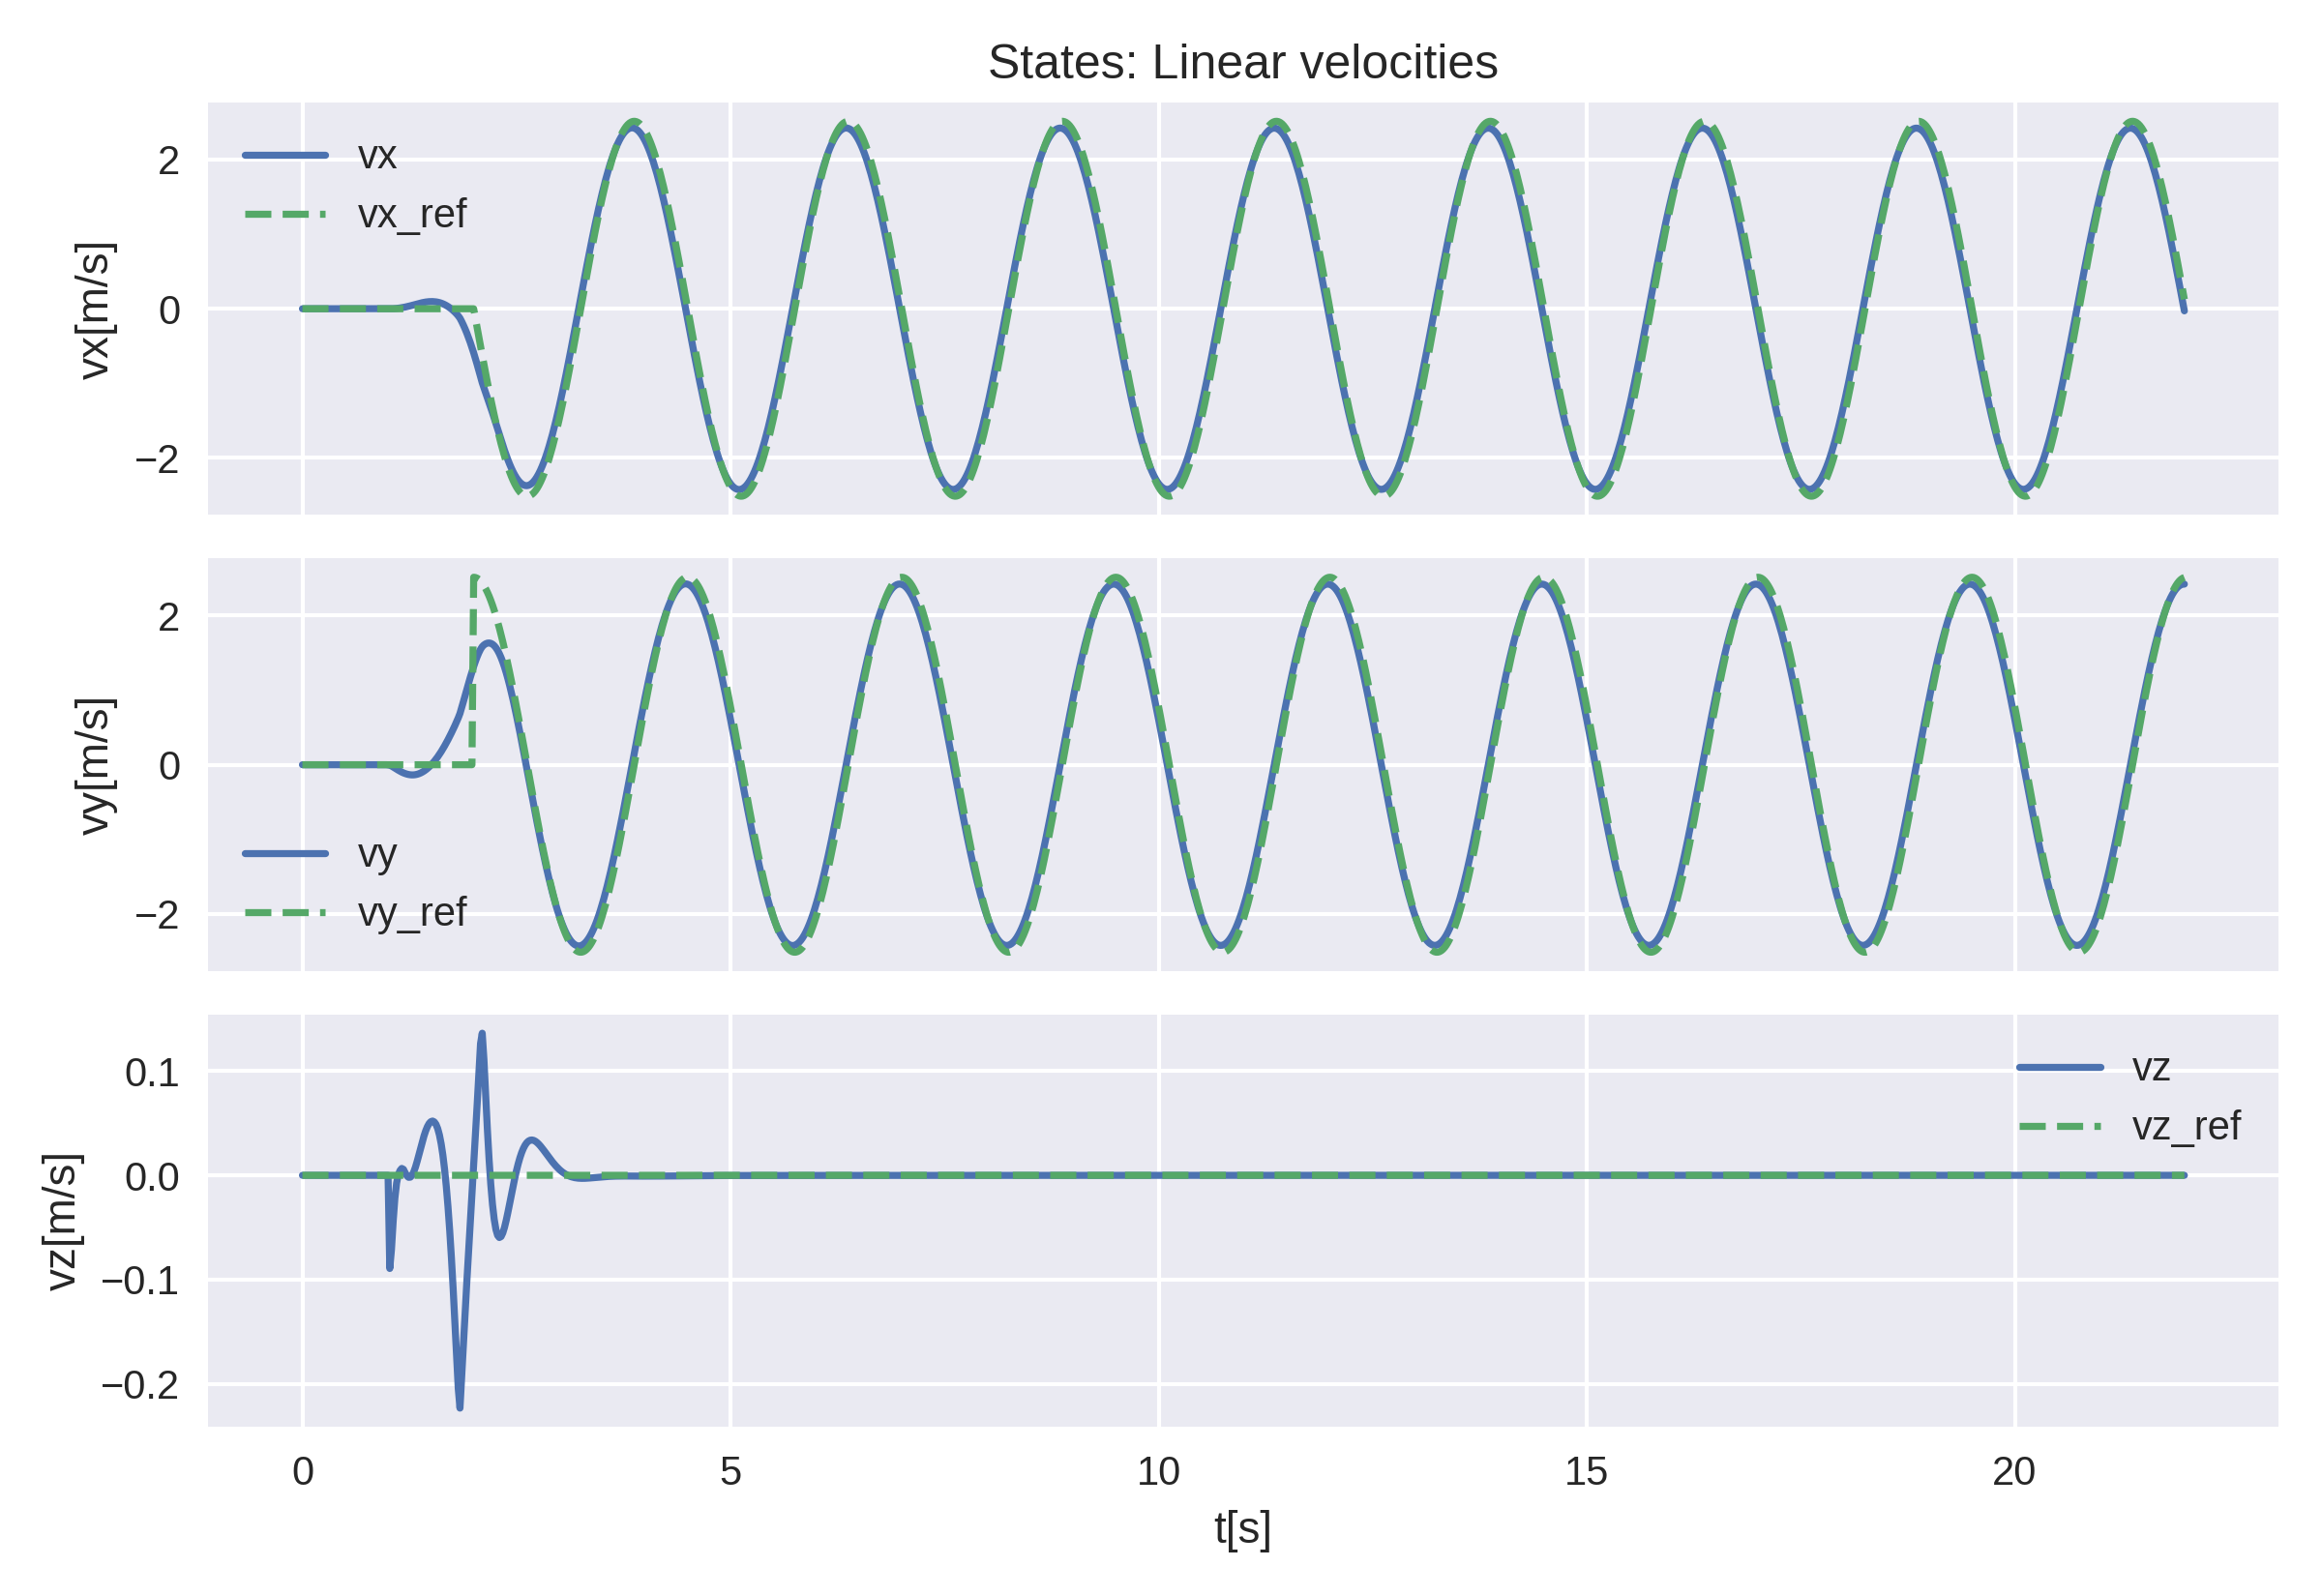 States: Linear velocities
vx[m/s]
2
0
−2
vx
vx_ref
vy[m/s]
2
0
−2
vy
vy_ref
vz[m/s]
0.1
0.0
−0.1
−0.2
vz
vz_ref
0 5 10 15 20
t[s]